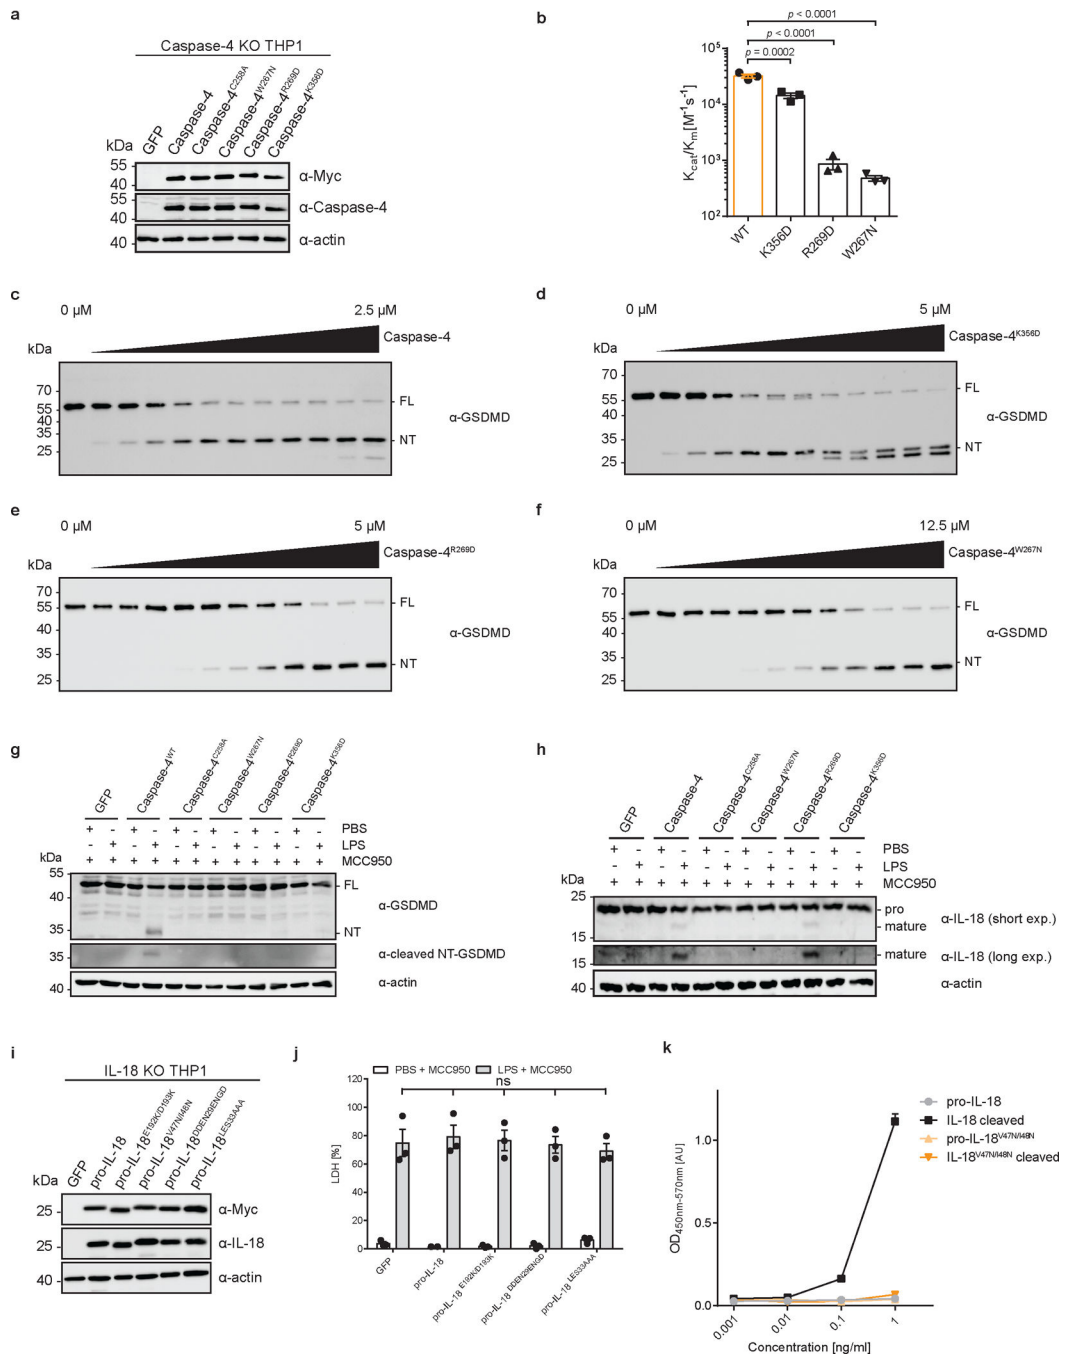 a
Caspase-4 KO THP1
GFP
Caspase-4
Caspase-4C258A
Caspase-4W267N
Caspase-4R269D
Caspase-4K356D
kDa
55
40
α-Myc
55
40
α-Caspase-4
40
α-actin
b
p < 0.0001
p < 0.0001
p = 0.0002
Kcat/Km[M-1s-1]
10^5
10^4
10^3
10^2
WT
K356D
R269D
W267N
c
0 µM
2.5 µM
Caspase-4
kDa
70
55
40
35
25
FL
NT
α-GSDMD
d
0 µM
5 µM
Caspase-4K356D
kDa
70
55
40
35
25
FL
NT
α-GSDMD
e
0 µM
5 µM
Caspase-4R269D
kDa
70
55
40
35
25
FL
NT
α-GSDMD
f
0 µM
12.5 µM
Caspase-4W267N
kDa
70
55
40
35
25
FL
NT
α-GSDMD
g
GFP
Caspase-4WT
Caspase-4C258A
Caspase-4W267N
Caspase-4R269D
Caspase-4K356D
+ - + - + - + - + - + - PBS
- + - + - + - + - + - + LPS
+ + + + + + + + + + + + MCC950
kDa
55
40
35
FL
NT
α-GSDMD
35
α-cleaved NT-GSDMD
40
α-actin
h
GFP
Caspase-4
Caspase-4C258A
Caspase-4W267N
Caspase-4R269D
Caspase-4K356D
+ - + - + - + - + - + - PBS
- + - + - + - + - + - + LPS
+ + + + + + + + + + + + MCC950
kDa
25
15
pro
mature
α-IL-18 (short exp.)
15
mature
α-IL-18 (long exp.)
40
α-actin
i
IL-18 KO THP1
GFP
pro-IL-18
pro-IL-18E192K/D193K
pro-IL-18V47N/I48N
pro-IL-18DDEN29ENGD
pro-IL-18LES33AAA
kDa
25
α-Myc
25
α-IL-18
40
α-actin
j
PBS + MCC950
LPS + MCC950
ns
LDH [%]
120
100
80
60
40
20
0
GFP
pro-IL-18
pro-IL-18 E192K/D193K
pro-IL-18 DDEN29ENGD
pro-IL-18 LES33AAA
k
pro-IL-18
IL-18 cleaved
pro-IL-18V47N/I48N
IL-18V47N/I48N cleaved
OD450nm-570nm [AU]
1.0
0.5
0.0
0.001
0.01
0.1
1
Concentration [ng/ml]